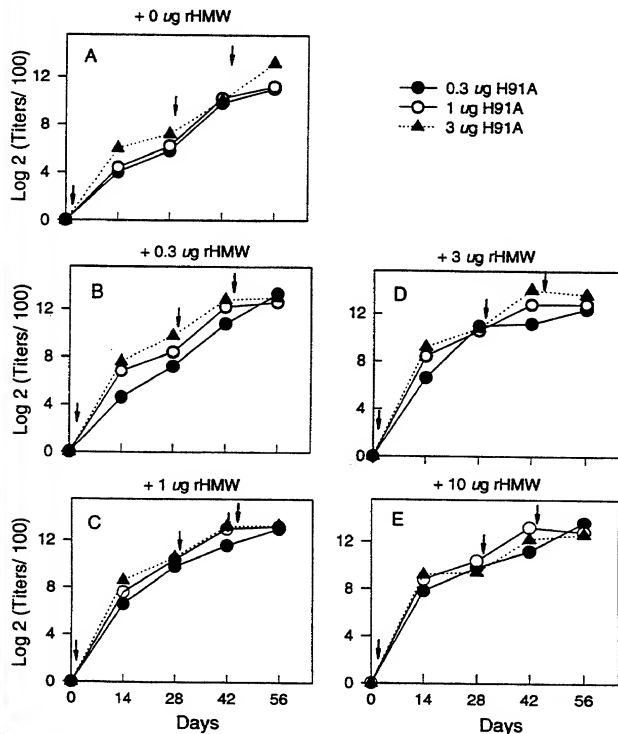 + 0 ug rHMW
A
Log 2 (Titers/ 100)
12
8
4
0
0.3 ug H91A
1 ug H91A
3 ug H91A
+ 0.3 ug rHMW
B
Log 2 (Titers/ 100)
12
8
4
0
+ 3 ug rHMW
D
12
8
4
0
+ 1 ug rHMW
C
Log 2 (Titers/ 100)
12
8
4
0
0 14 28 42 56
Days
+ 10 ug rHMW
E
12
8
4
0
0 14 28 42 56
Days